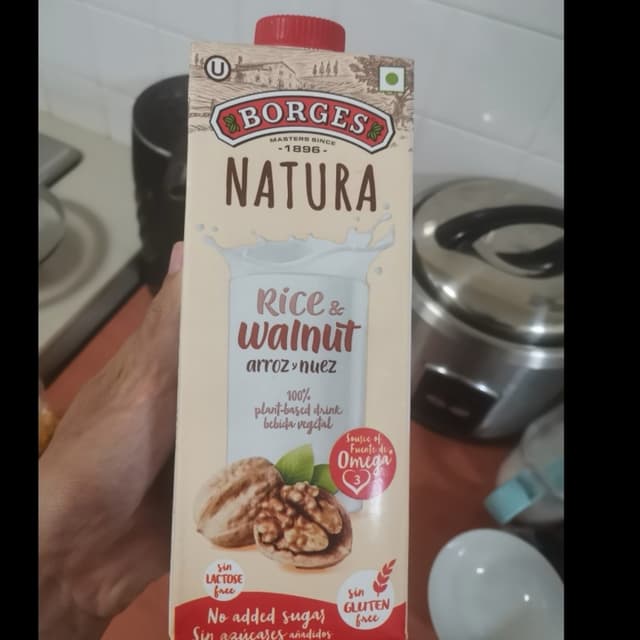 U
BORGES
MASTERS SINCE
-1896-
NATURA
Rice &
walnut
arroz y nuez
100%
plant-based drink
bebida vegetal
Source of
Fuente de
Omega
3
sin
LACTOSE
free
sin
GLUTEN
free
No added sugar
Sin azúcares añadidos